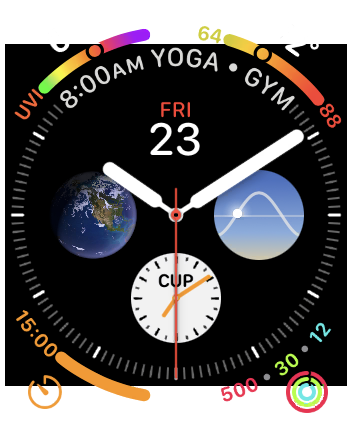 UVI
64
88
8:00AM YOGA • GYM
FRI
23
CUP
15:00
500 • 30 • 12